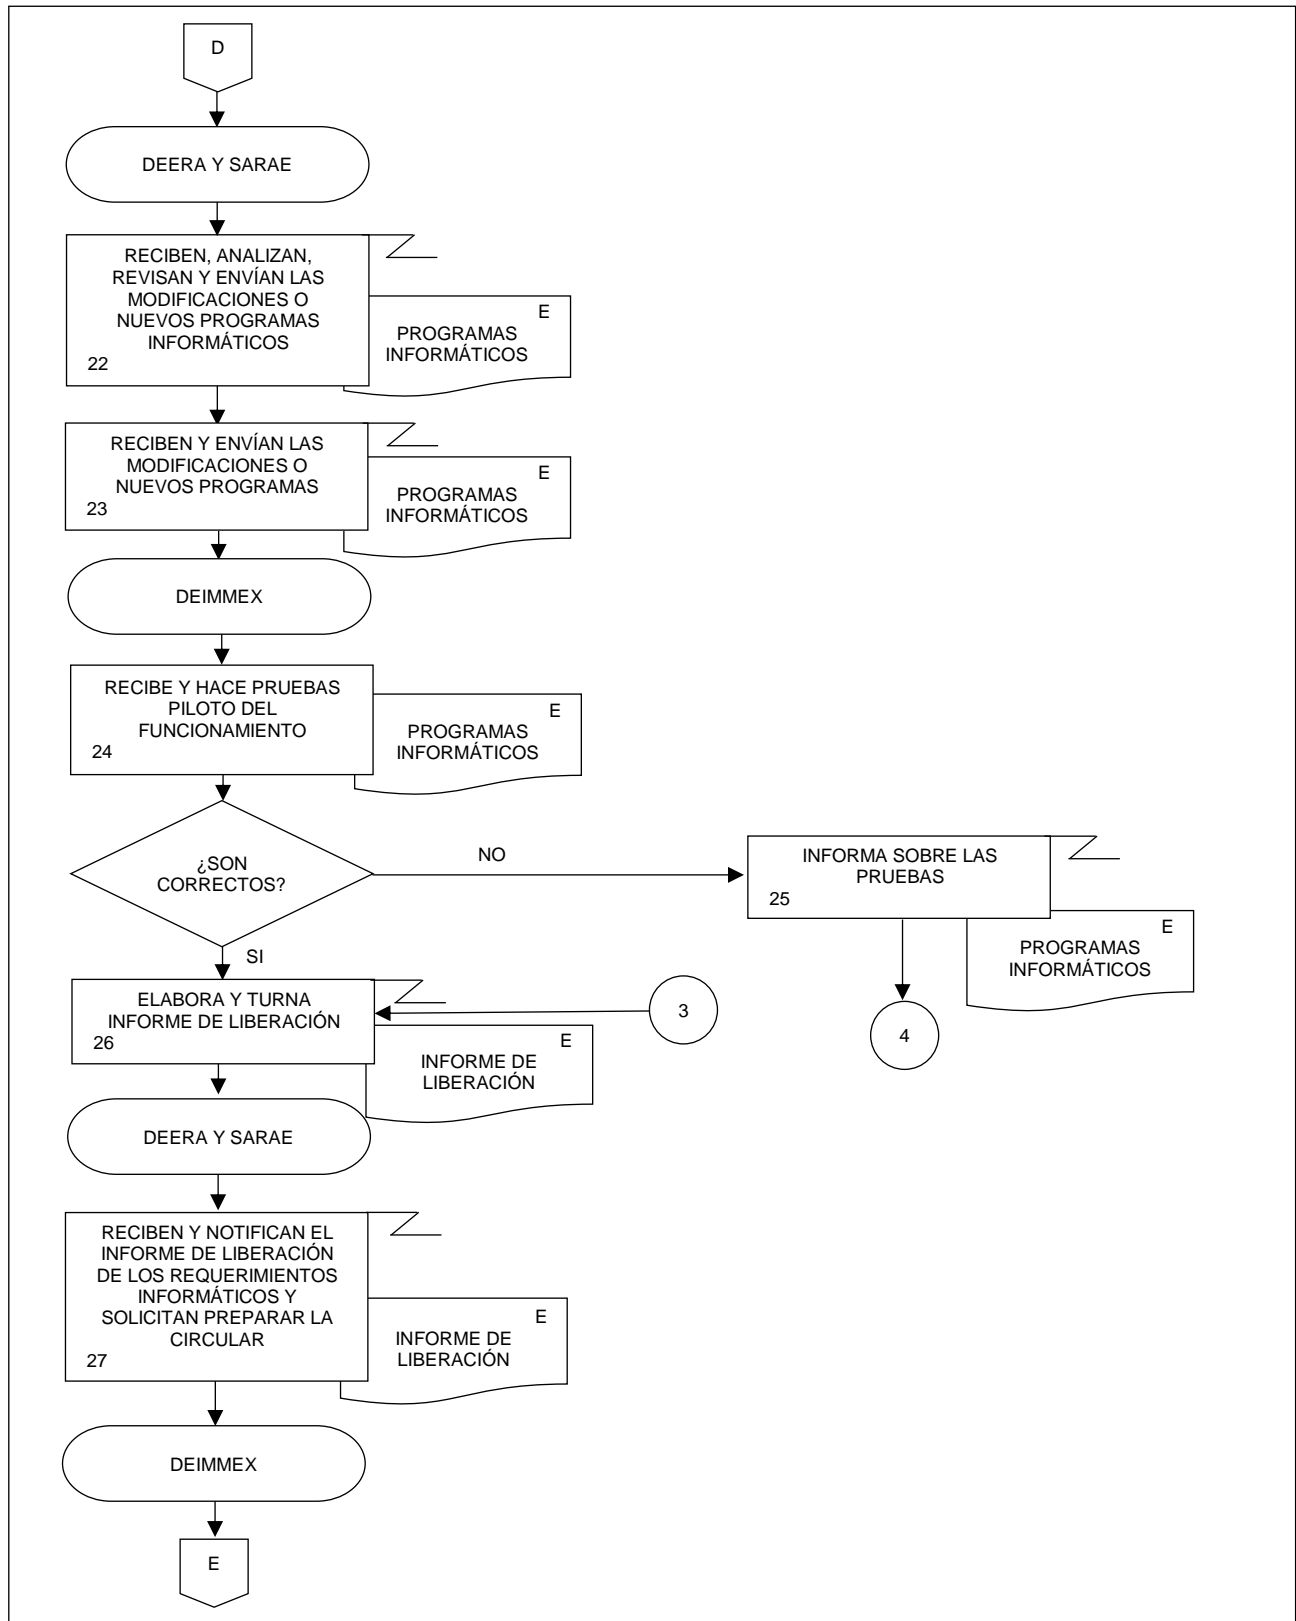 D
DEERA Y SARAE
RECIBEN, ANALIZAN,
REVISAN Y ENVÍAN LAS
MODIFICACIONES O
NUEVOS PROGRAMAS
INFORMÁTICOS
22
E
PROGRAMAS
INFORMÁTICOS
RECIBEN Y ENVÍAN LAS
MODIFICACIONES O
NUEVOS PROGRAMAS
23
E
PROGRAMAS
INFORMÁTICOS
DEIMMEX
RECIBE Y HACE PRUEBAS
PILOTO DEL
FUNCIONAMIENTO
24
E
PROGRAMAS
INFORMÁTICOS
¿SON
CORRECTOS?
NO
INFORMA SOBRE LAS
PRUEBAS
25
E
PROGRAMAS
INFORMÁTICOS
4
SI
ELABORA Y TURNA
INFORME DE LIBERACIÓN
26
3
E
INFORME DE
LIBERACIÓN
DEERA Y SARAE
RECIBEN Y NOTIFICAN EL
INFORME DE LIBERACIÓN
DE LOS REQUERIMIENTOS
INFORMÁTICOS Y
SOLICITAN PREPARAR LA
CIRCULAR
27
E
INFORME DE
LIBERACIÓN
DEIMMEX
E